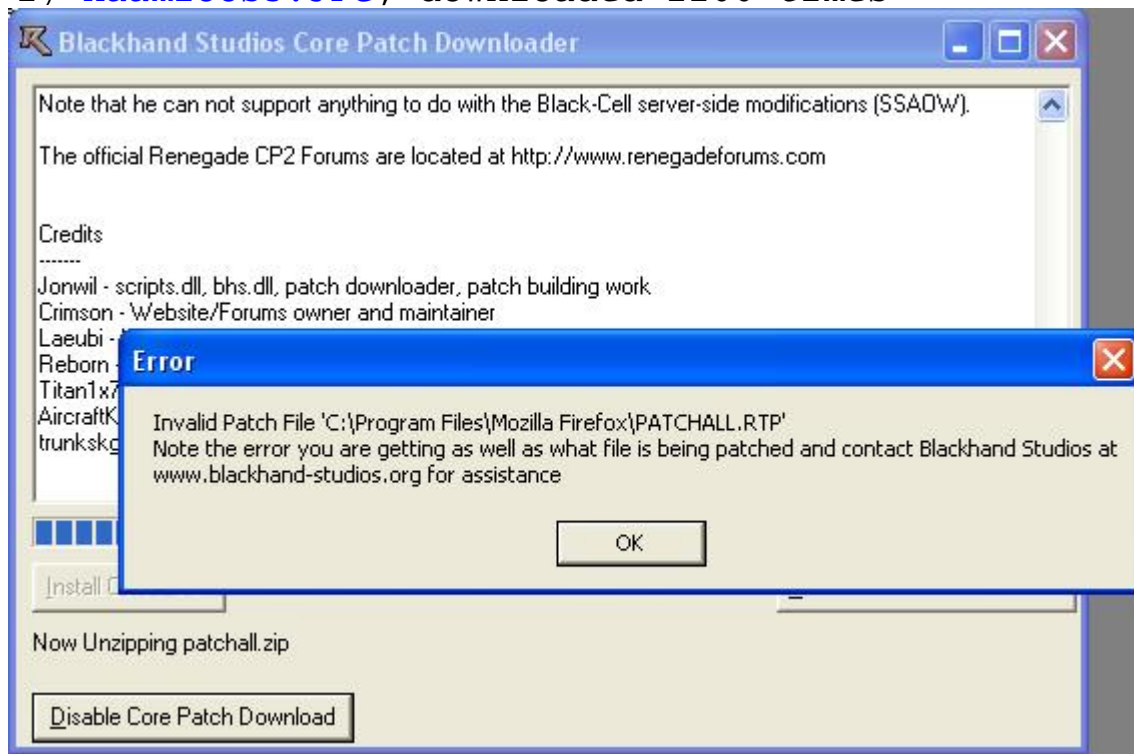 Blackhand Studios Core Patch Downloader
Note that he can not support anything to do with the Black-Cell server-side modifications (SSAOW).
The official Renegade CP2 Forums are located at http://www.renegadeforums.com
Credits
-------
Jonwil - scripts.dll, bhs.dll, patch downloader, patch building work
Crimson - Website/Forums owner and maintainer
Laeubi -
Reborn -
Titan1x7
AircraftK
trunkskg
Error
Invalid Patch File 'C:\Program Files\Mozilla Firefox\PATCHALL.RTP'
Note the error you are getting as well as what file is being patched and contact Blackhand Studios at
www.blackhand-studios.org for assistance
OK
Install
Now Unzipping patchall.zip
Disable Core Patch Download